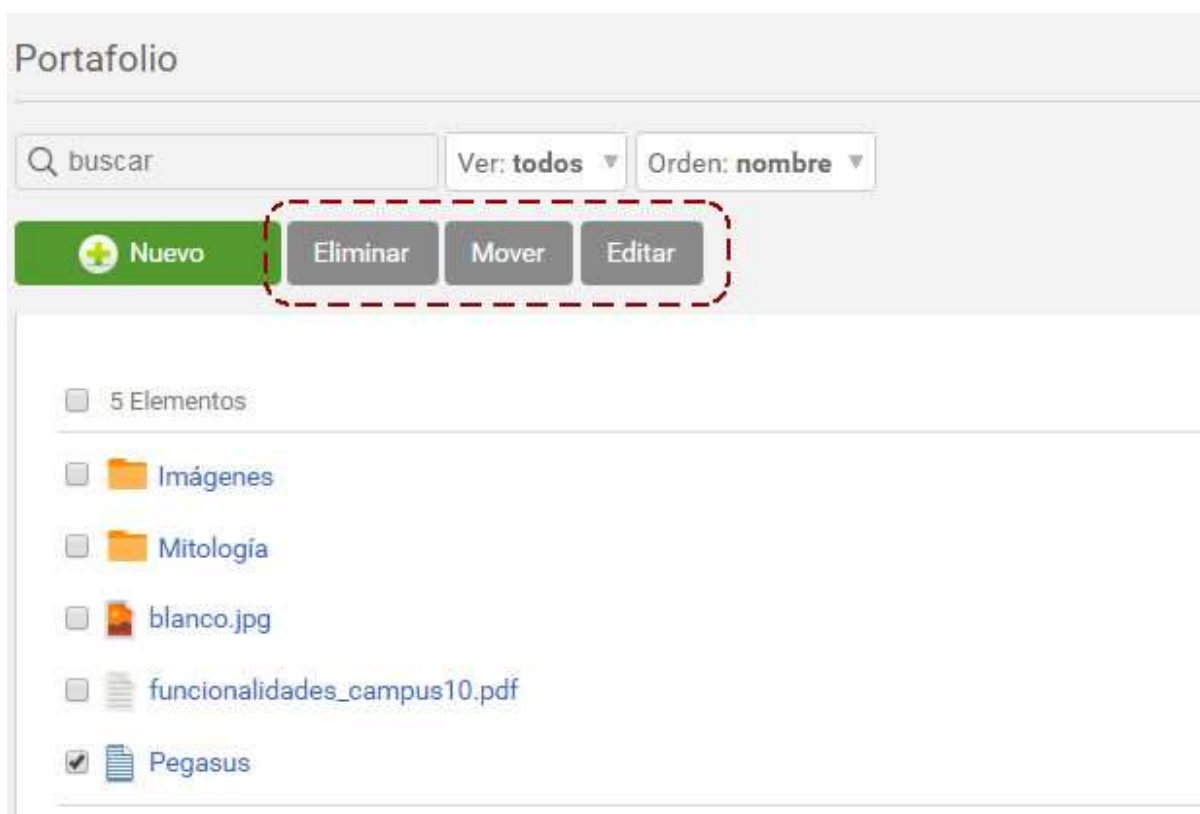 Portafolio
buscar Ver: todos Orden: nombre
Nuevo Eliminar Mover Editar
5 Elementos
Imágenes
Mitología
blanco.jpg
funcionalidades_campus10.pdf
Pegasus